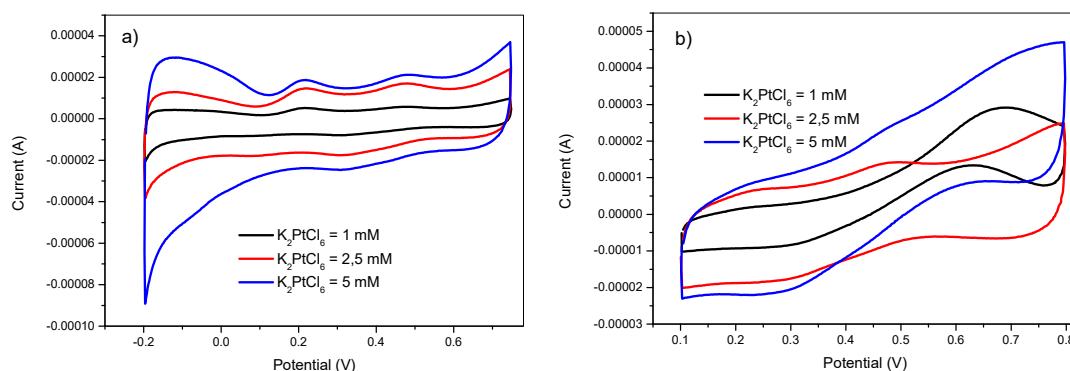 a)
0.00004
0.00002
0.00000
-0.00002
-0.00004
-0.00006
-0.00008
-0.00010
Current (A)
K₂PtCl₆ = 1 mM
K₂PtCl₆ = 2,5 mM
K₂PtCl₆ = 5 mM
-0.2 0.0 0.2 0.4 0.6
Potential (V)
b)
0.00005
0.00004
0.00003
0.00002
0.00001
0.00000
-0.00001
-0.00002
-0.00003
Current (A)
K₂PtCl₆ = 1 mM
K₂PtCl₆ = 2,5 mM
K₂PtCl₆ = 5 mM
0.1 0.2 0.3 0.4 0.5 0.6 0.7 0.8
Potential (V)